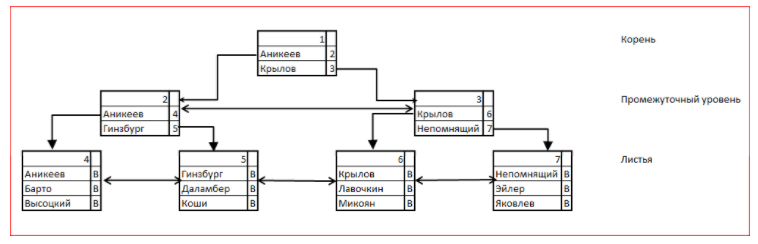 1
Корень
Аникеев 2
Крылов 3
2
3
Промежуточный уровень
Аникеев 4
Крылов 6
Гинзбург 5
Непомнящий 7
4
5
6
7
Листья
Аникеев В
Гинзбург В
Крылов В
Непомнящий В
Барто В
Даламбер В
Лавочкин В
Эйлер В
Высоцкий В
Коши В
Микоян В
Яковлев В